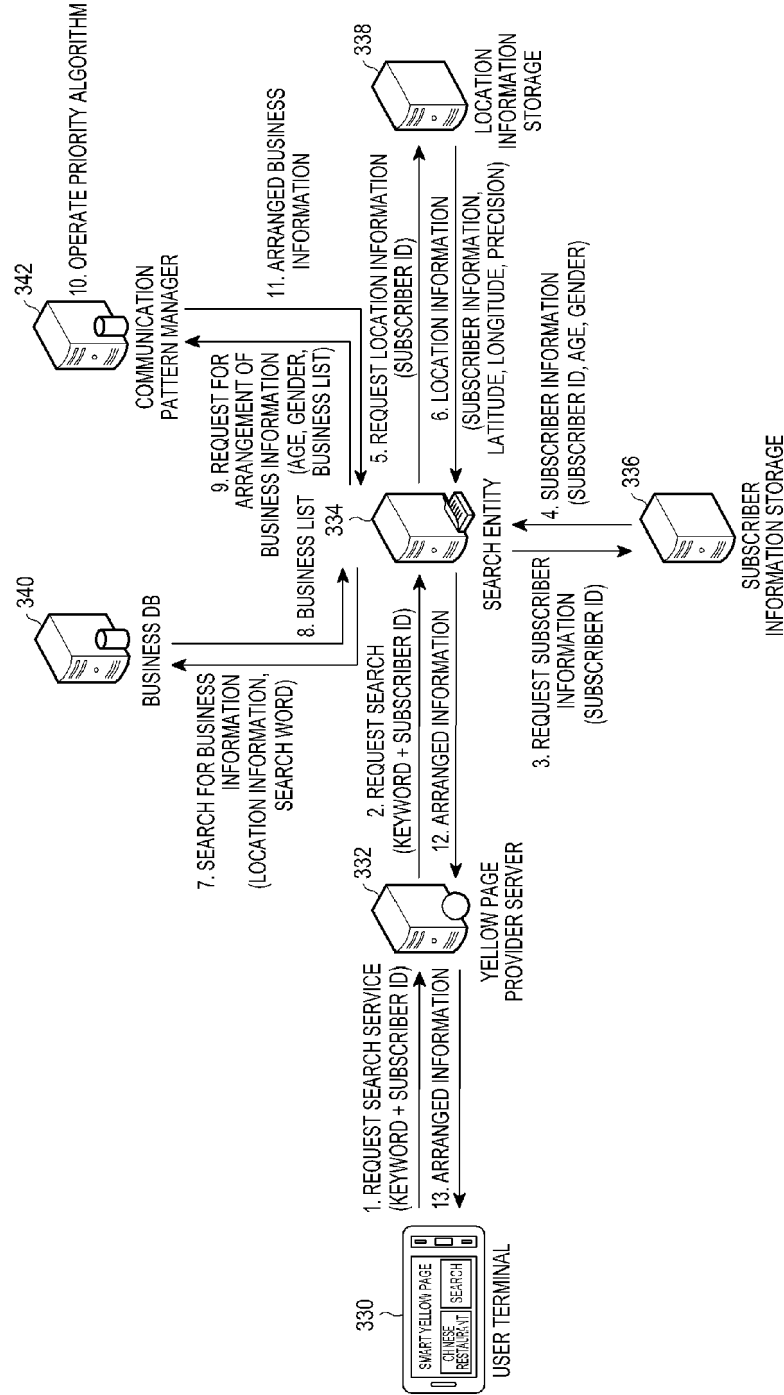 330
SMART YELLOW PAGE
CHINESE
RESTAURANT
SEARCH
USER TERMINAL
1. REQUEST SEARCH SERVICE
(KEYWORD + SUBSCRIBER ID)
13. ARRANGED INFORMATION
332
YELLOW PAGE
PROVIDER SERVER
2. REQUEST SEARCH
(KEYWORD + SUBSCRIBER ID)
12. ARRANGED INFORMATION
340
BUSINESS DB
7. SEARCH FOR BUSINESS
INFORMATION
(LOCATION INFORMATION,
SEARCH WORD)
8. BUSINESS LIST
334
SEARCH ENTITY
3. REQUEST SUBSCRIBER
INFORMATION
(SUBSCRIBER ID)
4. SUBSCRIBER INFORMATION
(SUBSCRIBER ID, AGE, GENDER)
336
SUBSCRIBER
INFORMATION STORAGE
342
COMMUNICATION
PATTERN MANAGER
10. OPERATE PRIORITY ALGORITHM
9. REQUEST FOR
ARRANGEMENT OF
BUSINESS INFORMATION
(AGE, GENDER,
BUSINESS LIST)
11. ARRANGED BUSINESS
INFORMATION
5. REQUEST LOCATION INFORMATION
(SUBSCRIBER ID)
6. LOCATION INFORMATION
(SUBSCRIBER INFORMATION,
LATITUDE, LONGITUDE, PRECISION)
338
LOCATION
INFORMATION
STORAGE